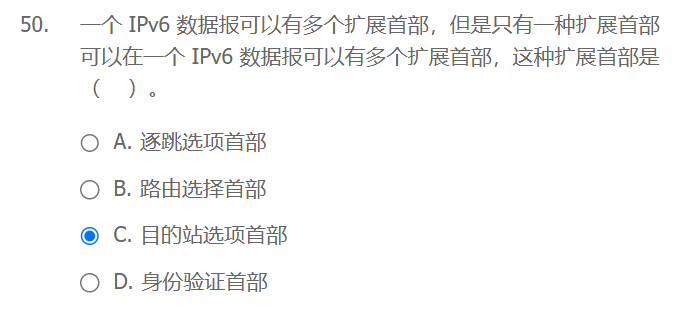 50. 一个 IPv6 数据报可以有多个扩展首部，但是只有一种扩展首部
可以在一个 IPv6 数据报可以有多个扩展首部，这种扩展首部是
（ ）。
A. 逐跳选项首部
B. 路由选择首部
C. 目的站选项首部
D. 身份验证首部